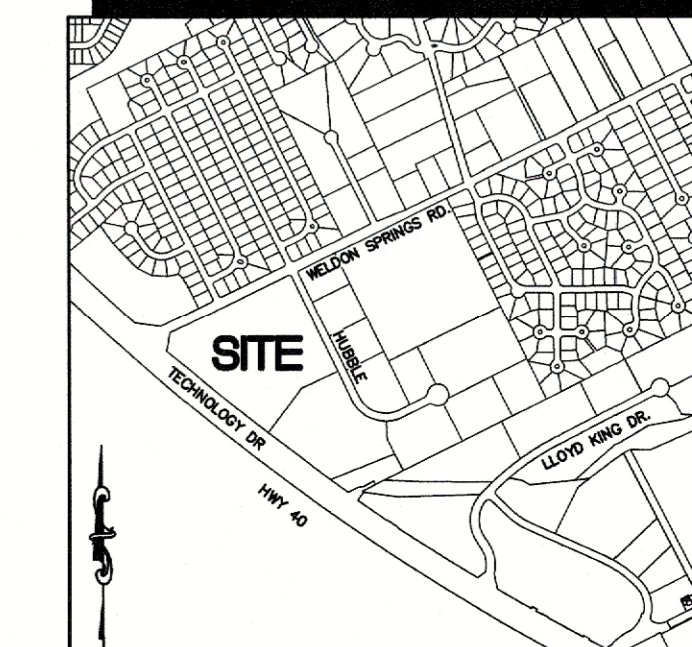 WELDON SPRINGS RD.
SITE
HUBBLE
TECHNOLOGY DR
HWY 40
LLOYD KING DR.